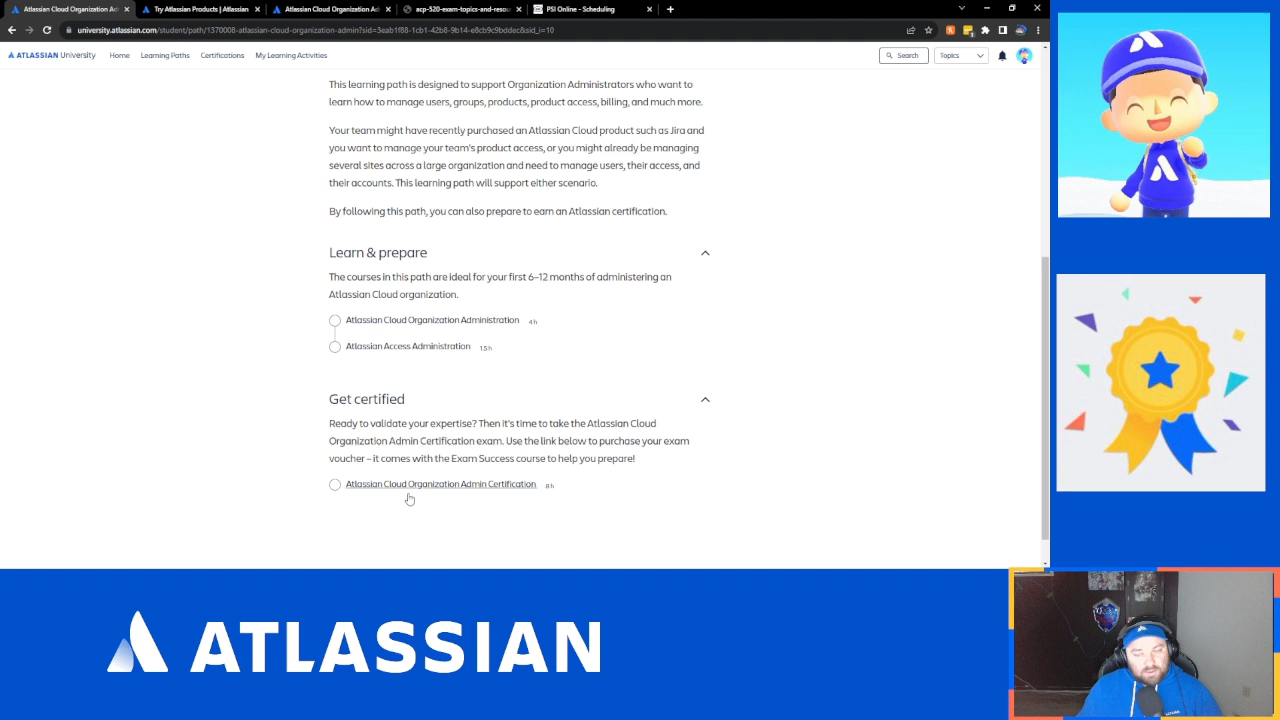 Atlassian Cloud Organization Ad
Try Atlassian Products | Atlassian
Atlassian Cloud Organization Ad
acp-520-exam-topics-and-resou
PSI Online - Scheduling
university.atlassian.com/student/path/1370008-atlassian-cloud-organization-admin?sid=3eab1f88-1cb1-42b8-9b14-e8cb9c9bddec&sid_i=10
ATLASSIAN University
Home
Learning Paths
Certifications
My Learning Activities
Search
Topics
This learning path is designed to support Organization Administrators who want to
learn how to manage users, groups, products, product access, billing, and much more.
Your team might have recently purchased an Atlassian Cloud product such as Jira and
you want to manage your team's product access, or you might already be managing
several sites across a large organization and need to manage users, their access, and
their accounts. This learning path will support either scenario.
By following this path, you can also prepare to earn an Atlassian certification.
Learn & prepare
The courses in this path are ideal for your first 6–12 months of administering an
Atlassian Cloud organization.
Atlassian Cloud Organization Administration 4h
Atlassian Access Administration 1.5h
Get certified
Ready to validate your expertise? Then it's time to take the Atlassian Cloud
Organization Admin Certification exam. Use the link below to purchase your exam
voucher – it comes with the Exam Success course to help you prepare!
Atlassian Cloud Organization Admin Certification 8h
ATLASSIAN